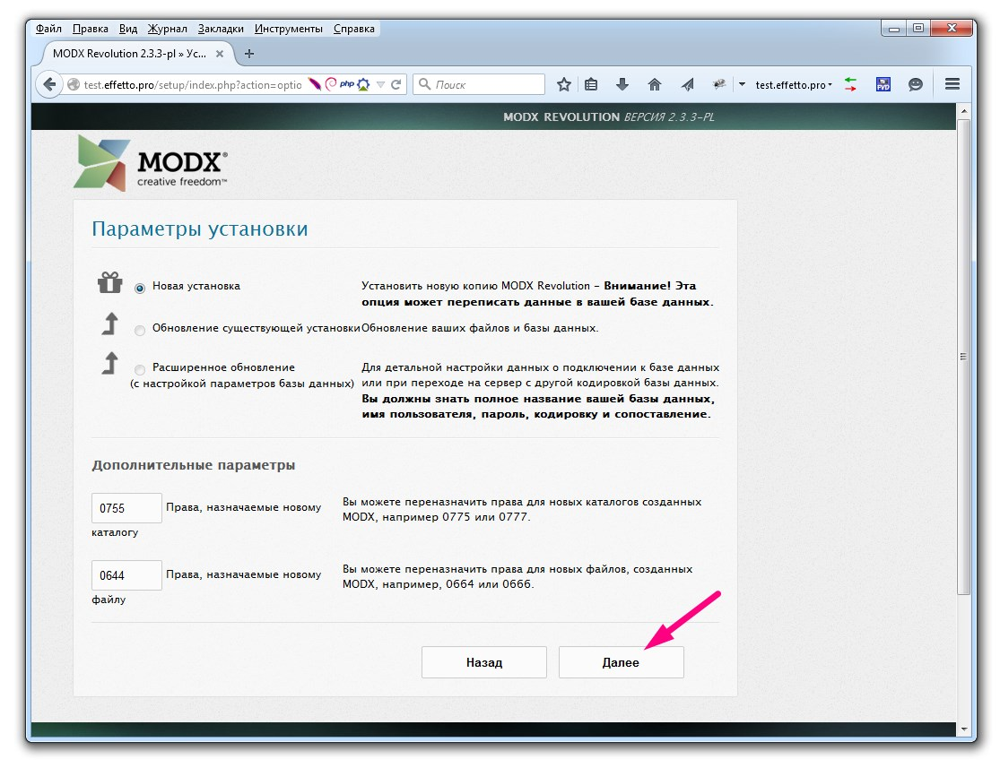 Файл Правка Вид Журнал Закладки Инструменты Справка
MODX Revolution 2.3.3-pl » Ус...
test.effetto.pro/setup/index.php?action=optio
php
Поиск
test.effetto.pro
FVD
MODX REVOLUTION ВЕРСИЯ 2.3.3-PL
MODX®
creative freedom™
Параметры установки
Новая установка
Установить новую копию MODX Revolution – Внимание! Эта
опция может переписать данные в вашей базе данных.
Обновление существующей установки
Обновление ваших файлов и базы данных.
Расширенное обновление
(с настройкой параметров базы данных)
Для детальной настройки данных о подключении к базе данных
или при переходе на сервер с другой кодировкой базы данных.
Вы должны знать полное название вашей базы данных,
имя пользователя, пароль, кодировку и сопоставление.
Дополнительные параметры
0755 Права, назначаемые новому
каталогу
Вы можете переназначить права для новых каталогов созданных
MODX, например 0775 или 0777.
0644 Права, назначаемые новому
файлу
Вы можете переназначить права для новых файлов, созданных
MODX, например, 0664 или 0666.
Назад
Далее